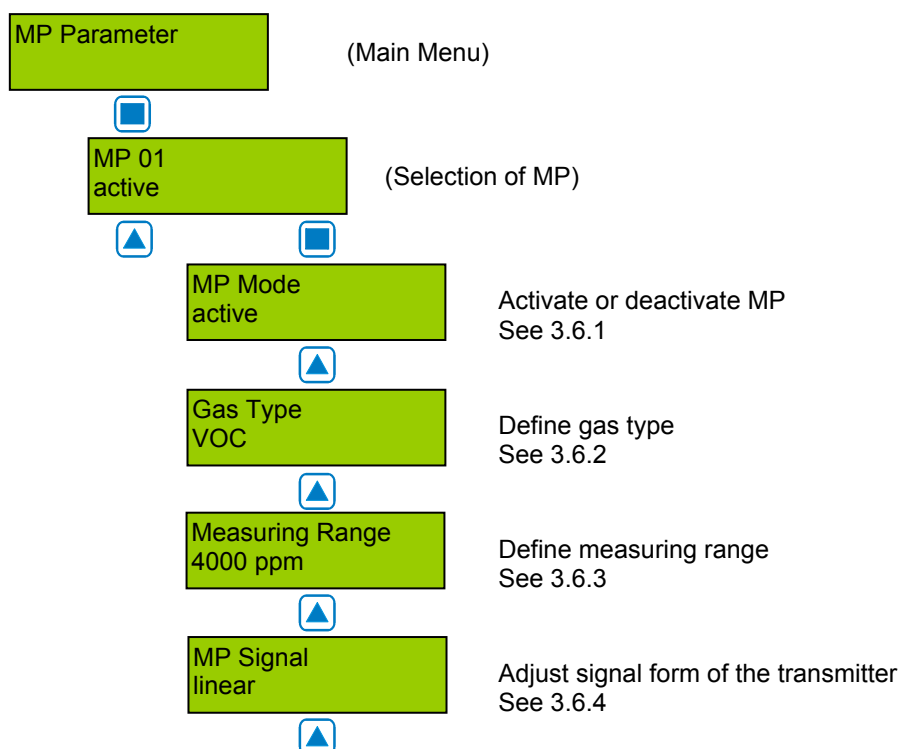 MP Parameter
(Main Menu)
MP 01
active
(Selection of MP)
MP Mode
active
Activate or deactivate MP
See 3.6.1
Gas Type
VOC
Define gas type
See 3.6.2
Measuring Range
4000 ppm
Define measuring range
See 3.6.3
MP Signal
linear
Adjust signal form of the transmitter
See 3.6.4